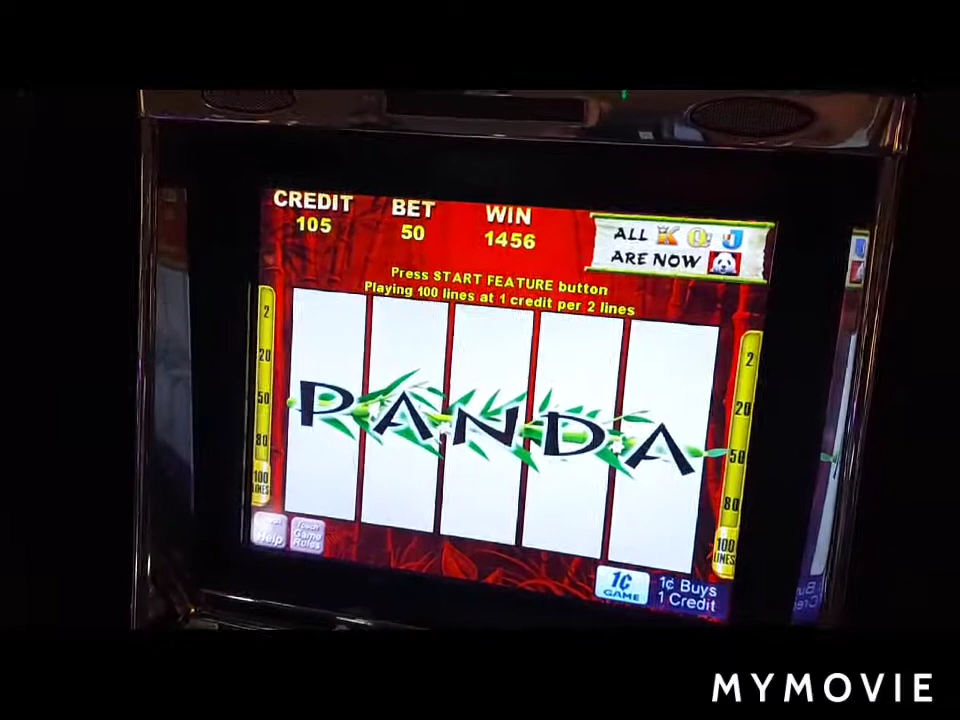 CREDIT BET WIN
105 50 1456
ALL K Q J
ARE NOW
Press START FEATURE button
Playing 100 lines at 1 credit per 2 lines
2 2
20 20
50 50
80 80
100 LINES 100 LINES
PANDA
Help
Touch Game Rules
1¢ GAME
1¢ Buys
1 Credit
MYMOVIE